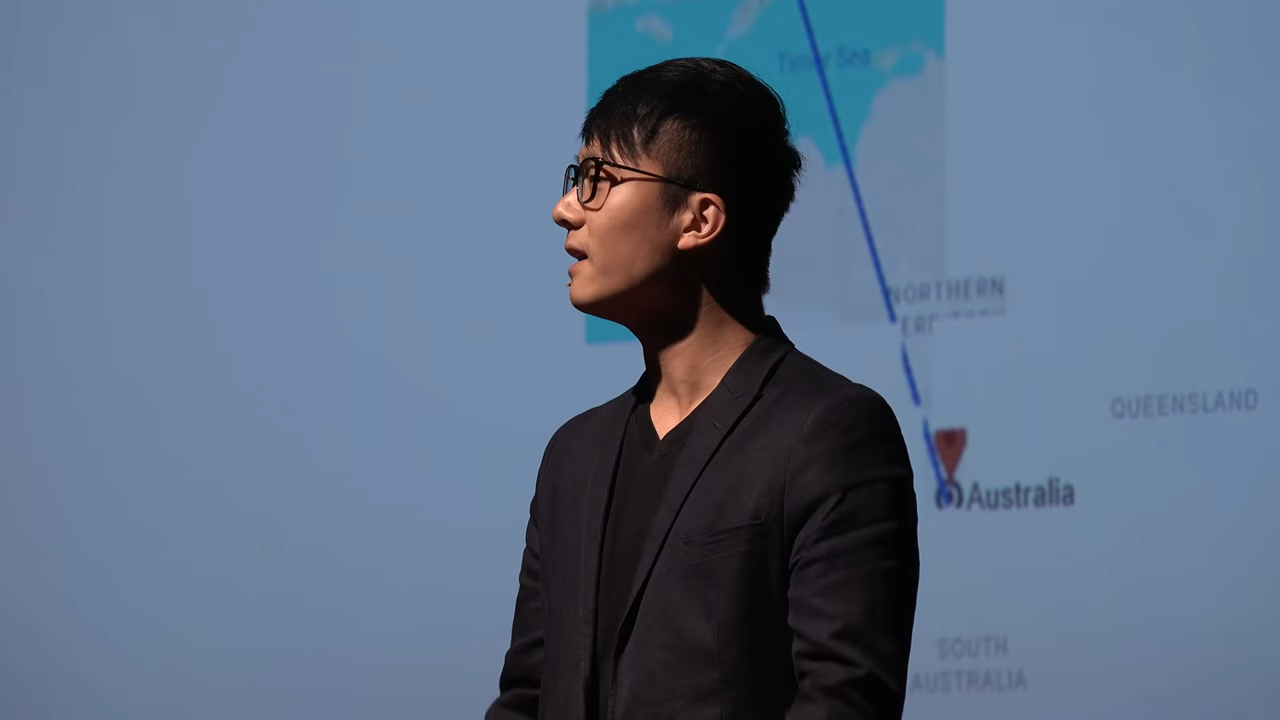 Timor Sea
NORTHERN
QUEENSLAND
Australia
SOUTH
AUSTRALIA